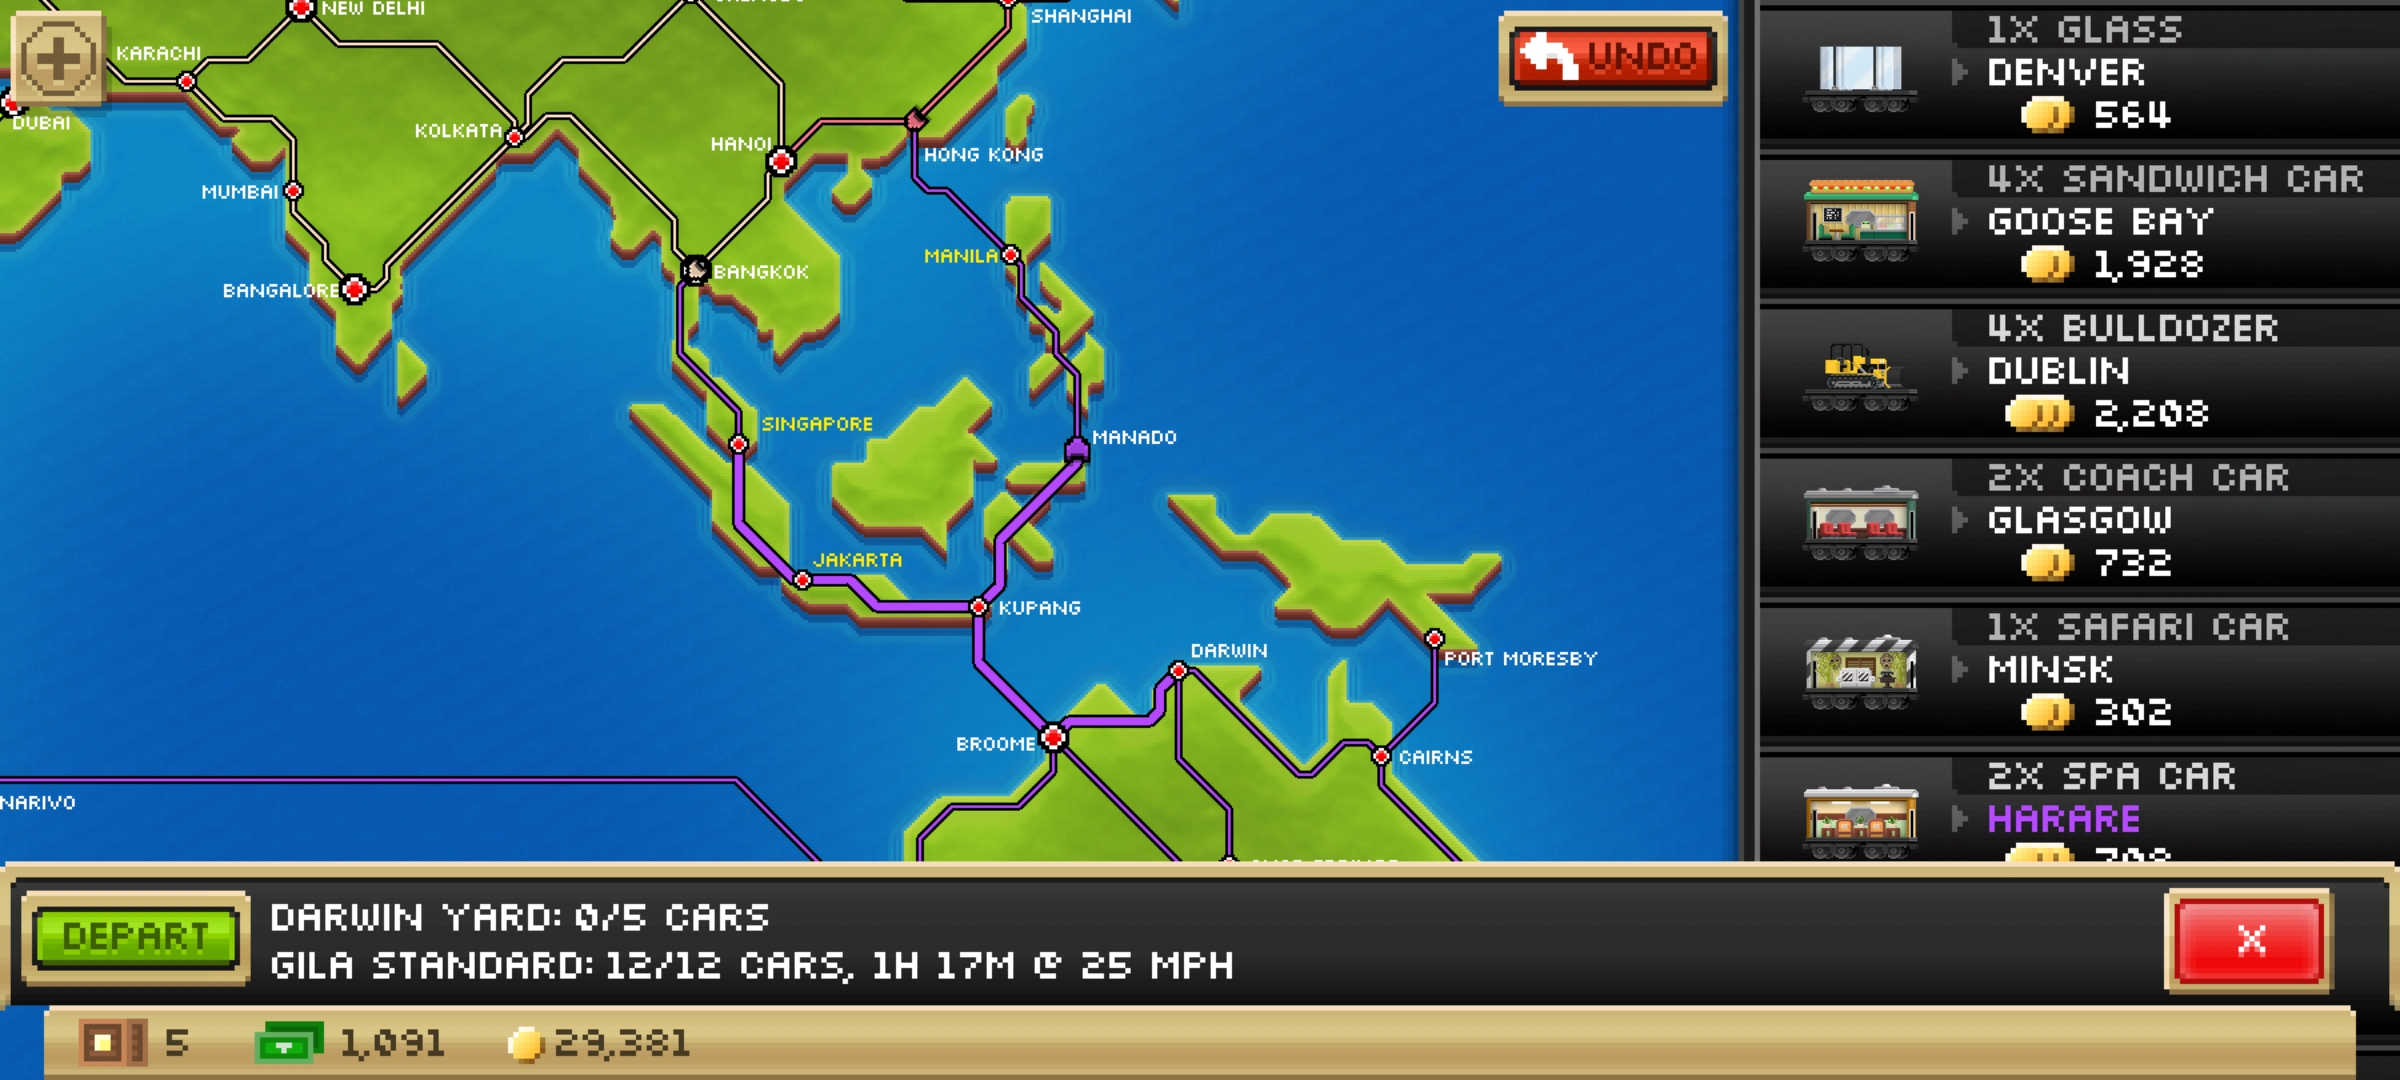 NEW DELHI
SHANGHAI
KARACHI
DUBAI
KOLKATA
HANOI
HONG KONG
MUMBAI
MANILA
BANGKOK
BANGALORE
SINGAPORE
MANADO
JAKARTA
KUPANG
DARWIN
PORT MORESBY
BROOME
CAIRNS
NARIVO
UNDO
1X GLASS
DENVER
564
4X SANDWICH CAR
GOOSE BAY
1,928
4X BULLDOZER
DUBLIN
2,208
2X COACH CAR
GLASGOW
732
1X SAFARI CAR
MINSK
302
2X SPA CAR
HARARE
DEPART
DARWIN YARD: 0/5 CARS
GILA STANDARD: 12/12 CARS, 1H 17M @ 25 MPH
X
5
1,091
29,381